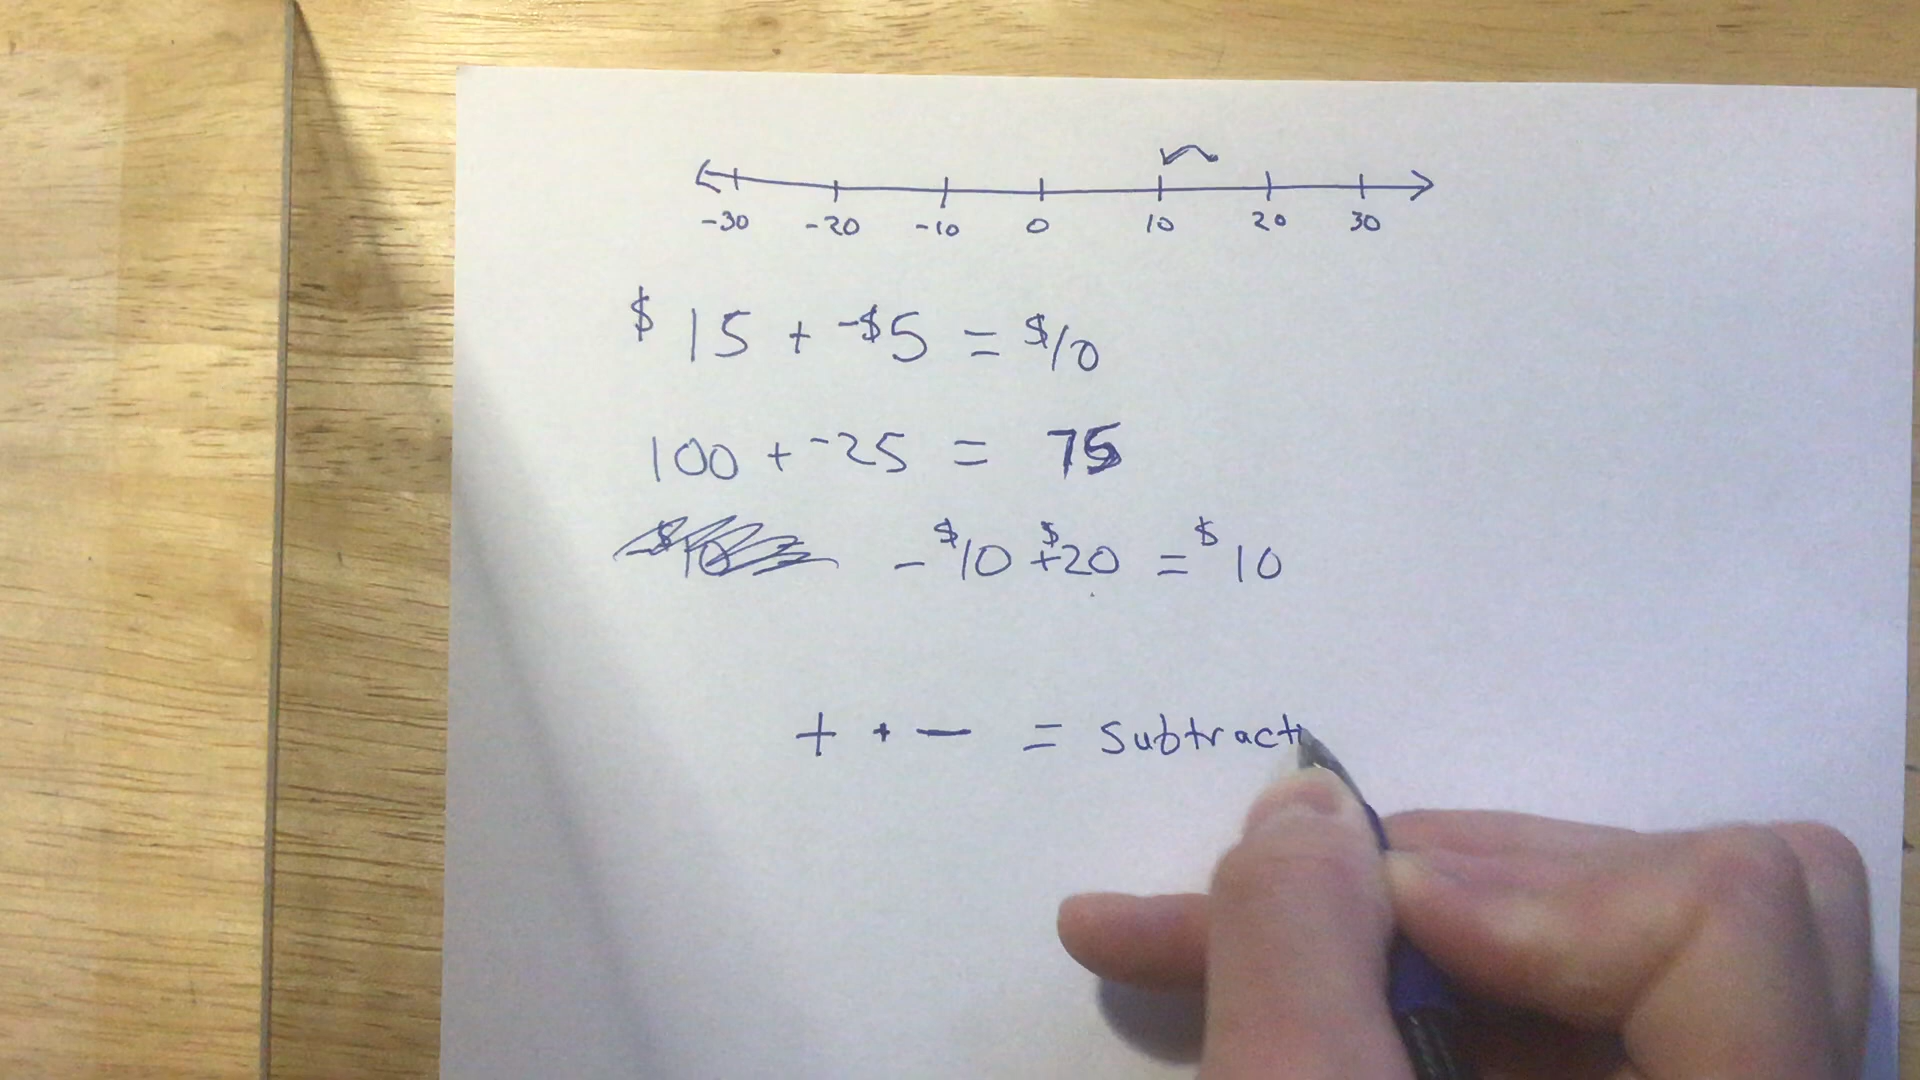 -30 -20 -10 0 10 20 30
$15 + -$5 = $10
100 + -25 = 75
-$10 + $20 = $10
+ + - = subtract